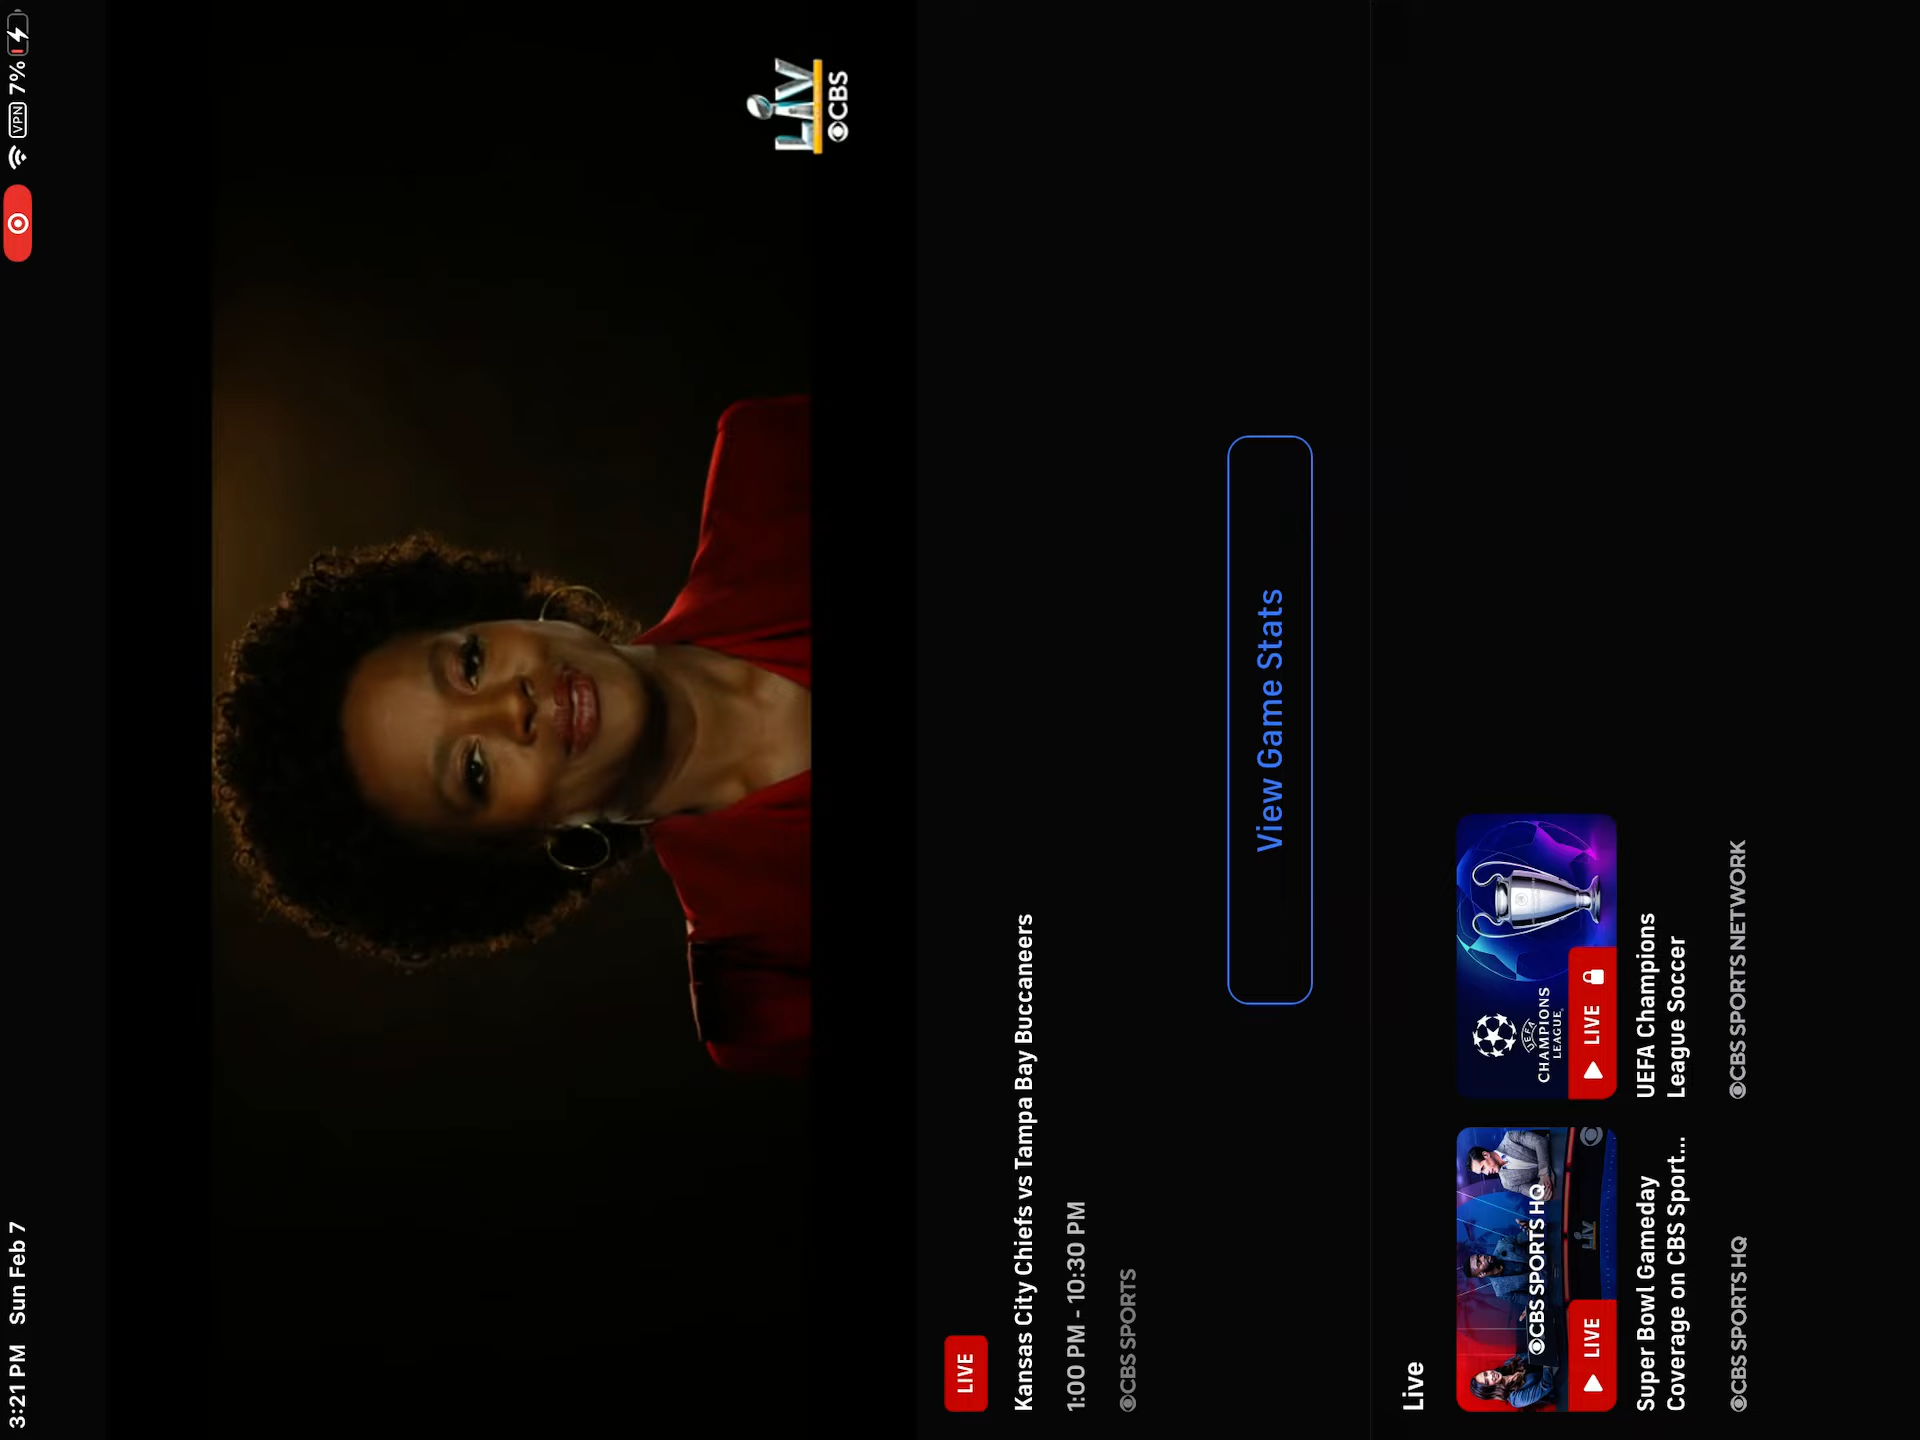 3:21 PM Sun Feb 7
VPN 7%
LIV
CBS
LIVE
Kansas City Chiefs vs Tampa Bay Buccaneers
1:00 PM - 10:30 PM
CBS SPORTS
View Game Stats
Live
CBS SPORTS HQ
LIV
LIVE
Super Bowl Gameday
Coverage on CBS Sport...
CBS SPORTS HQ
UEFA
CHAMPIONS
LEAGUE
LIVE
UEFA Champions
League Soccer
CBS SPORTS NETWORK